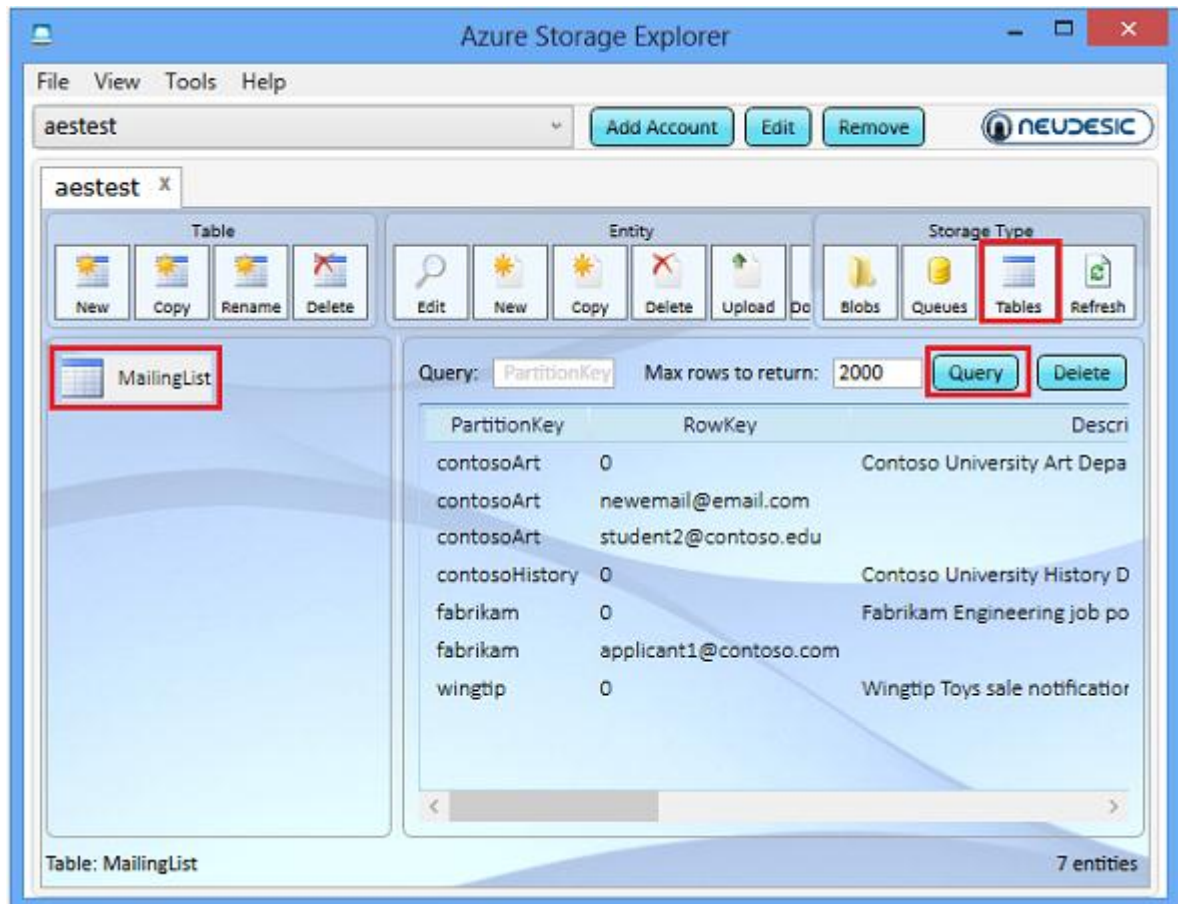 Azure Storage Explorer
File View Tools Help
aestest Add Account Edit Remove NEUDESIC
aestest x
Table Entity Storage Type
New Copy Rename Delete Edit New Copy Delete Upload Do Blobs Queues Tables Refresh
MailingList
Query: PartitionKey Max rows to return: 2000 Query Delete
PartitionKey RowKey Descri
contosoArt 0 Contoso University Art Depa
contosoArt newemail@email.com
contosoArt student2@contoso.edu
contosoHistory 0 Contoso University History D
fabrikam 0 Fabrikam Engineering job po
fabrikam applicant1@contoso.com
wingtip 0 Wingtip Toys sale notification
Table: MailingList 7 entities